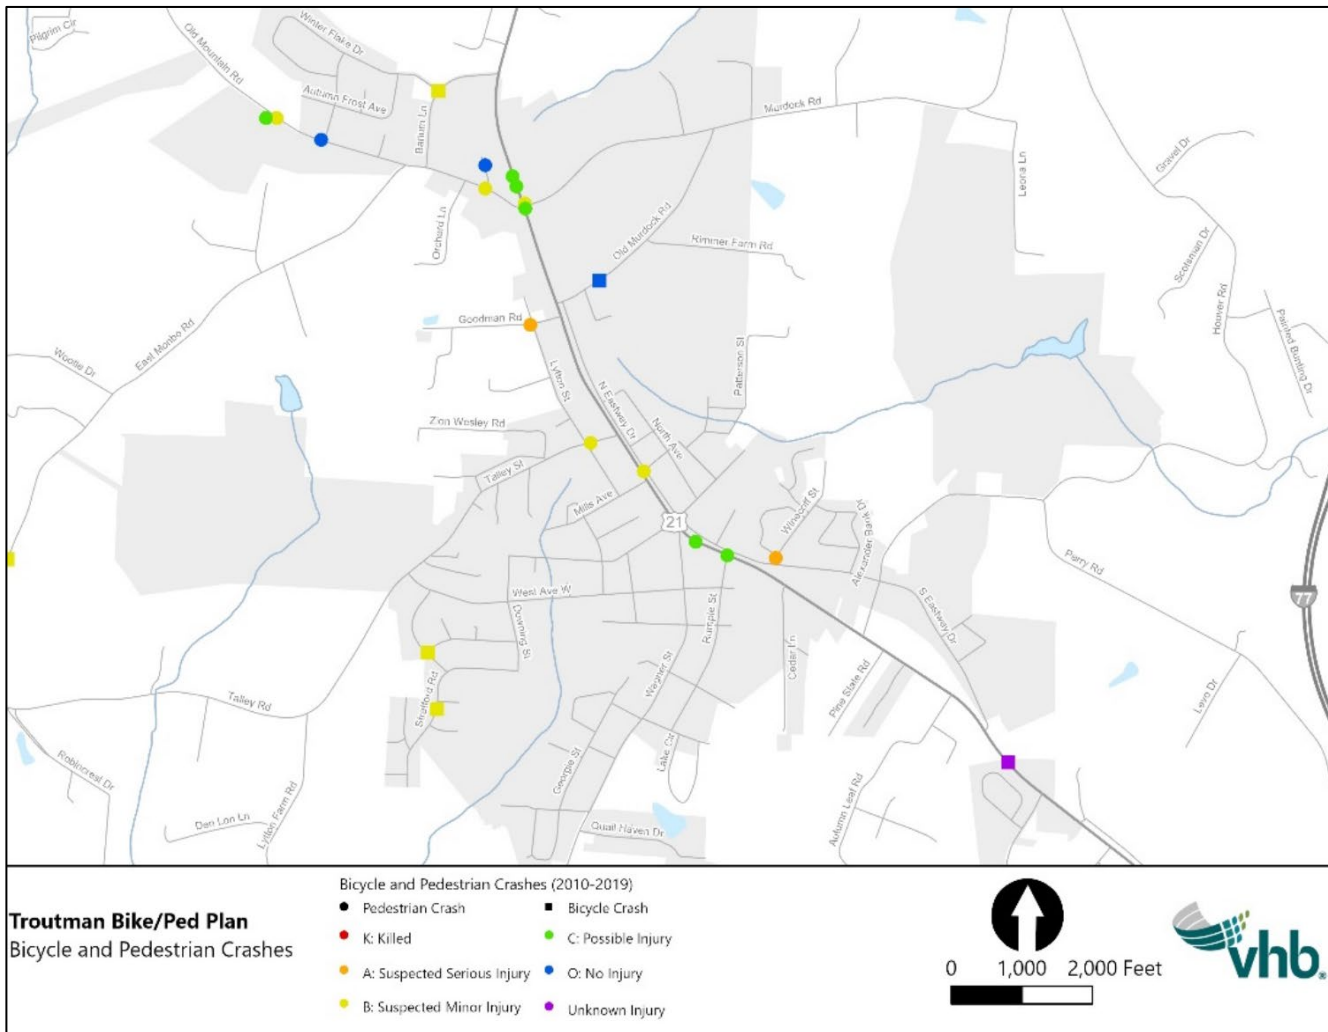 Pilgrim Cir
Winter Flake Dr
Old Mountain Rd
Autumn Frost Ave
Barium Ln
Murdock Rd
Gravel Dr
Leona Ln
Orchard Ln
Old Murdock Rd
Rimmer Farm Rd
Scotsman Dr
Hoover Rd
Painted Bunting Dr
Goodman Rd
East Monbo Rd
Wootie Dr
Lytton St
Patterson St
N Eastway Dr
North Ave
Zion Wesley Rd
Talley St
Mills Ave
21
Winecliff St
Alexander Bank Dr
Perry Rd
77
West Ave W
Downing St
Rumple St
S Eastway Dr
Wagner St
Cedar Ln
Pine State Rd
Levo Dr
Talley Rd
Stratford Rd
Lake Cir
Robincrest Dr
Georgie St
Autumn Leaf Rd
Den Lon Ln
Lytton Farm Rd
Quail Haven Dr
Troutman Bike/Ped Plan
Bicycle and Pedestrian Crashes
Bicycle and Pedestrian Crashes (2010-2019)
Pedestrian Crash
Bicycle Crash
K: Killed
C: Possible Injury
A: Suspected Serious Injury
O: No Injury
B: Suspected Minor Injury
Unknown Injury
0 1,000 2,000 Feet
vhb®